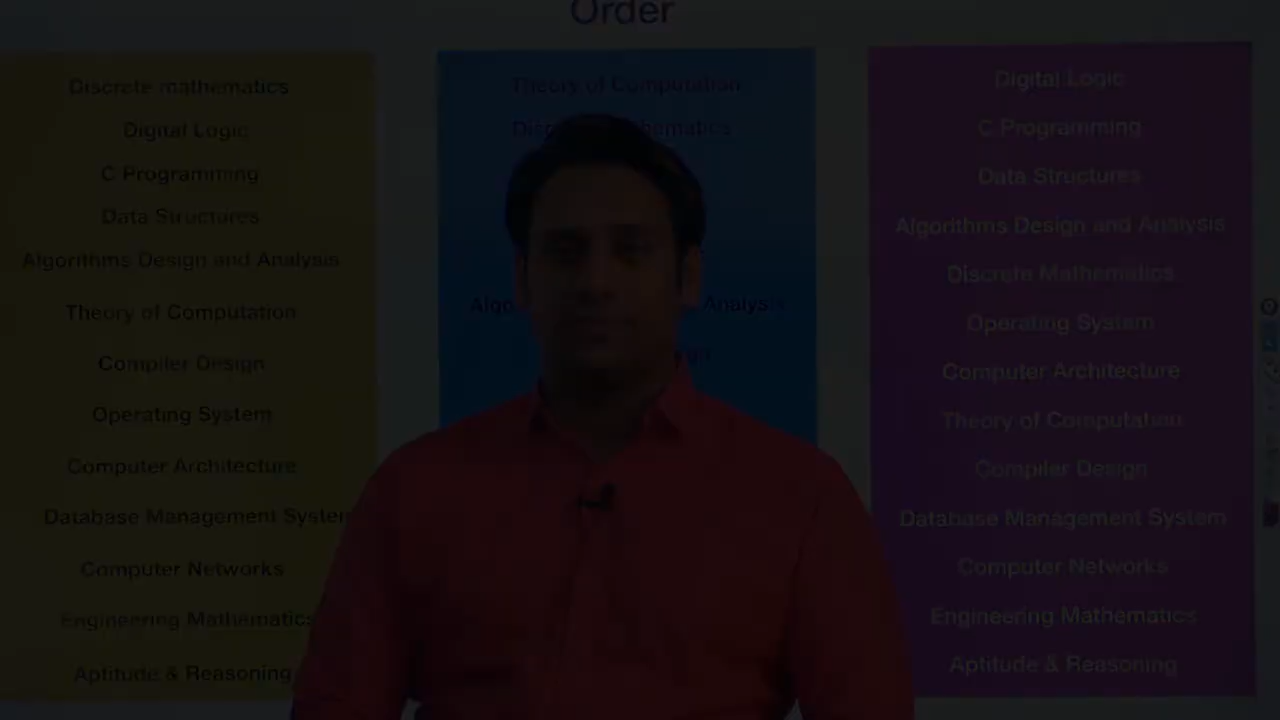 Order
Discrete mathematics
Digital Logic
C Programming
Data Structures
Algorithms Design and Analysis
Theory of Computation
Compiler Design
Operating System
Computer Architecture
Database Management System
Computer Networks
Engineering Mathematics
Aptitude & Reasoning
Theory of Computation
Analysis
Digital Logic
C Programming
Data Structures
Algorithms Design and Analysis
Discrete Mathematics
Operating System
Computer Architecture
Theory of Computation
Compiler Design
Database Management System
Computer Networks
Engineering Mathematics
Aptitude & Reasoning